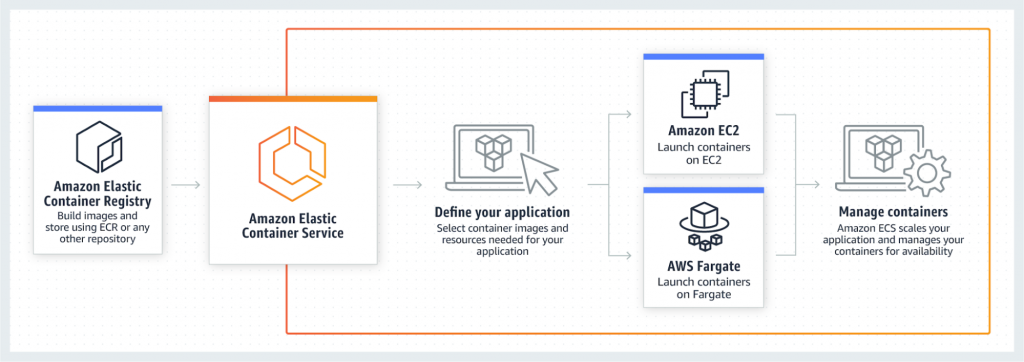 Amazon Elastic
Container Registry
Build images and
store using ECR or any
other repository
Amazon Elastic
Container Service
Define your application
Select container images and
resources needed for your
application
Amazon EC2
Launch containers
on EC2
AWS Fargate
Launch containers
on Fargate
Manage containers
Amazon ECS scales your
application and manages your
containers for availability